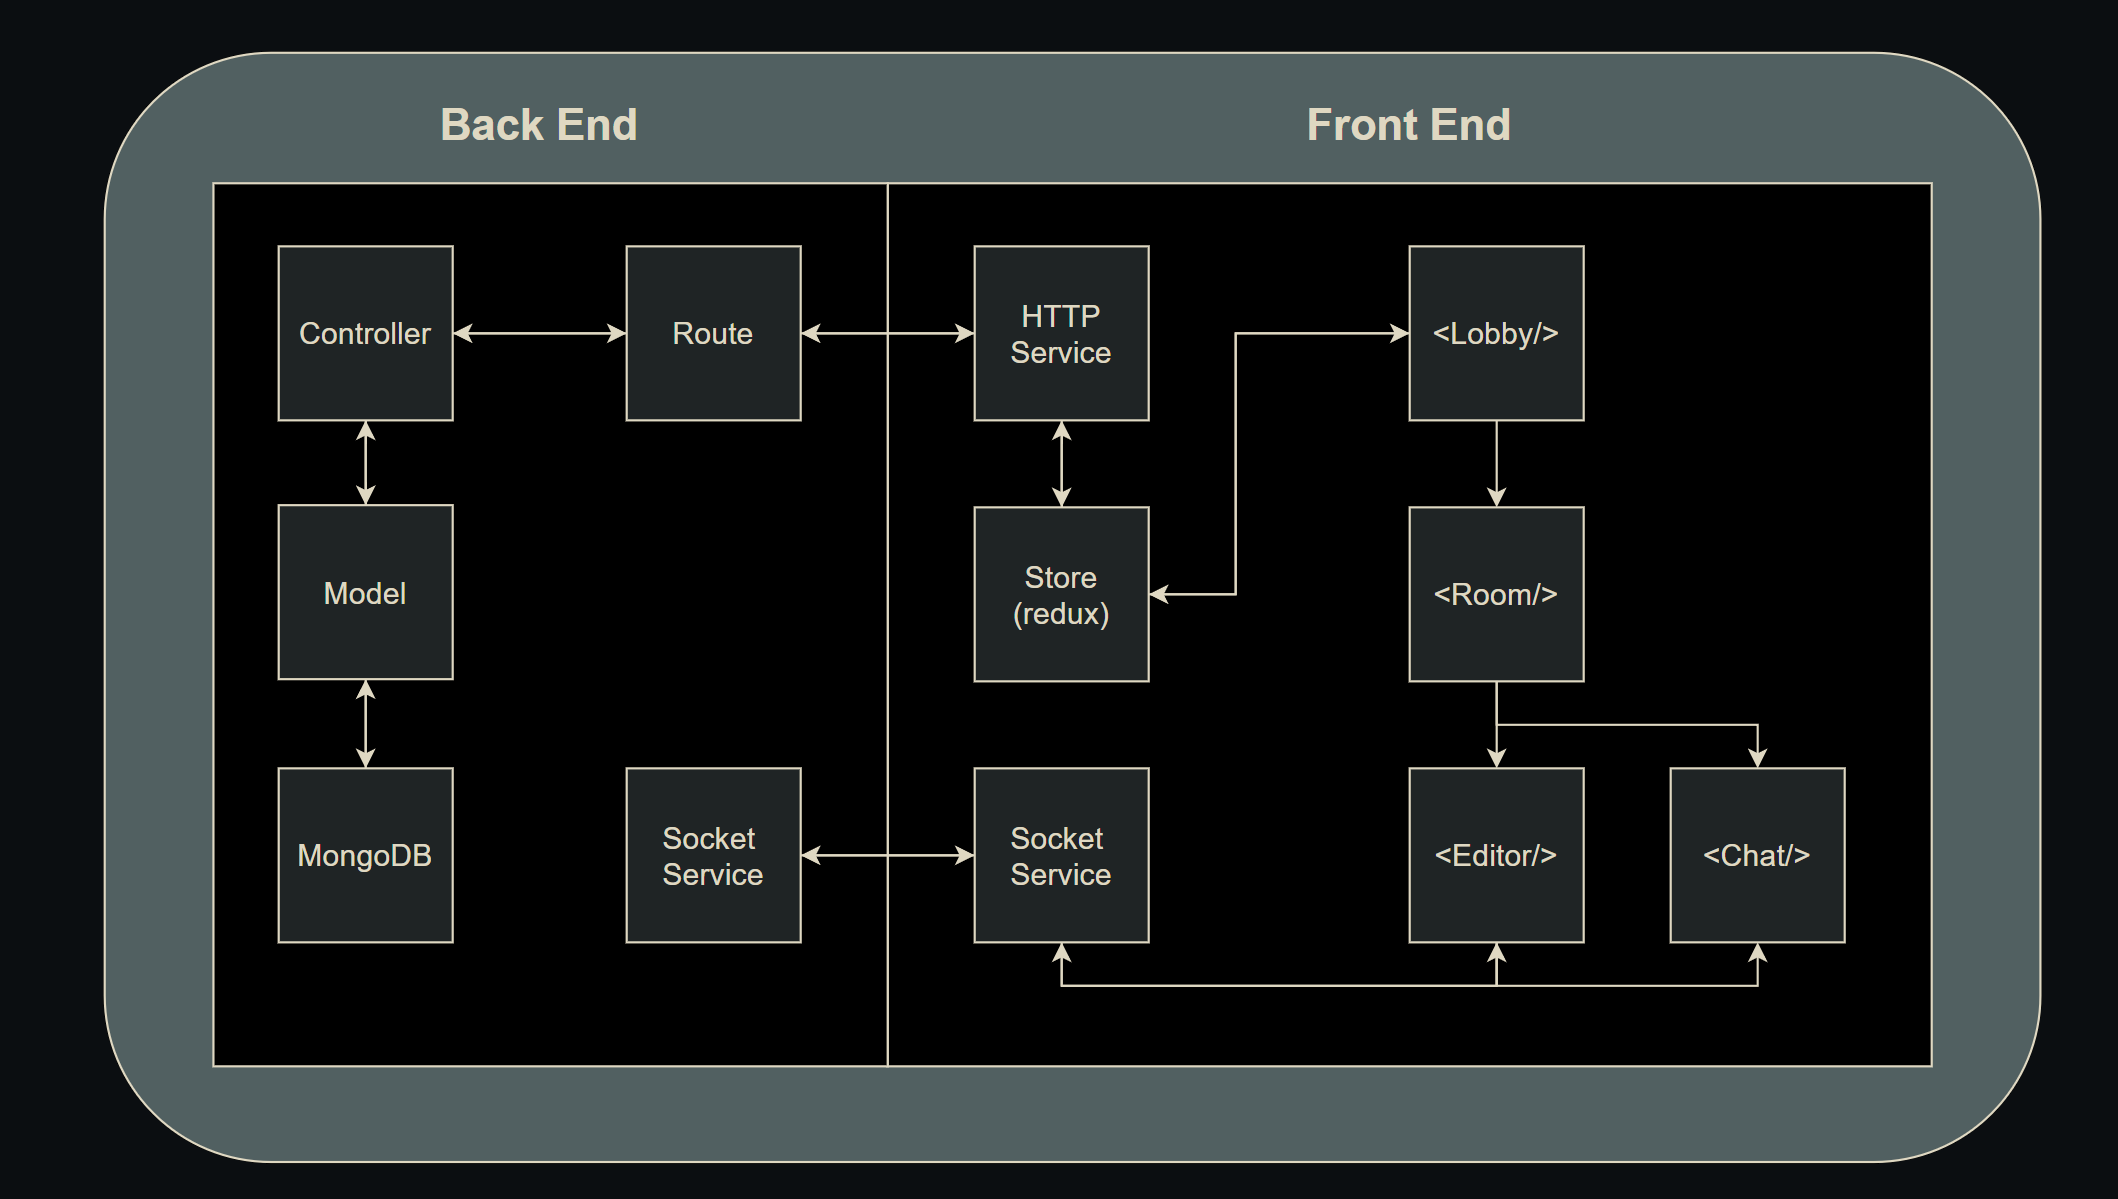 Back End
Front End
Controller
Route
HTTP
Service
<Lobby/>
Model
Store
(redux)
<Room/>
MongoDB
Socket
Service
Socket
Service
<Editor/>
<Chat/>